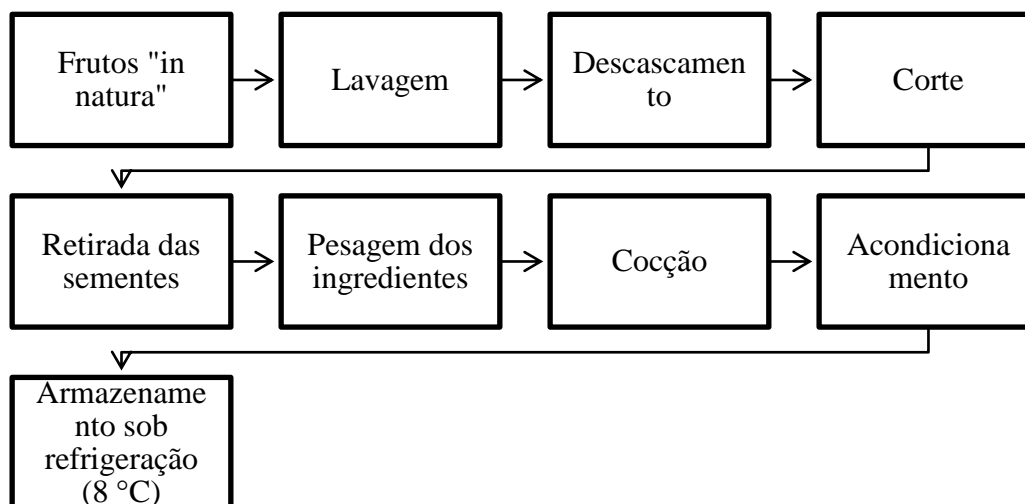 Frutos "in
natura"
Lavagem
Descascamen
to
Corte
Retirada das
sementes
Pesagem dos
ingredientes
Cocção
Acondiciona
mento
Armazename
nto sob
refrigeração
(8 °C)